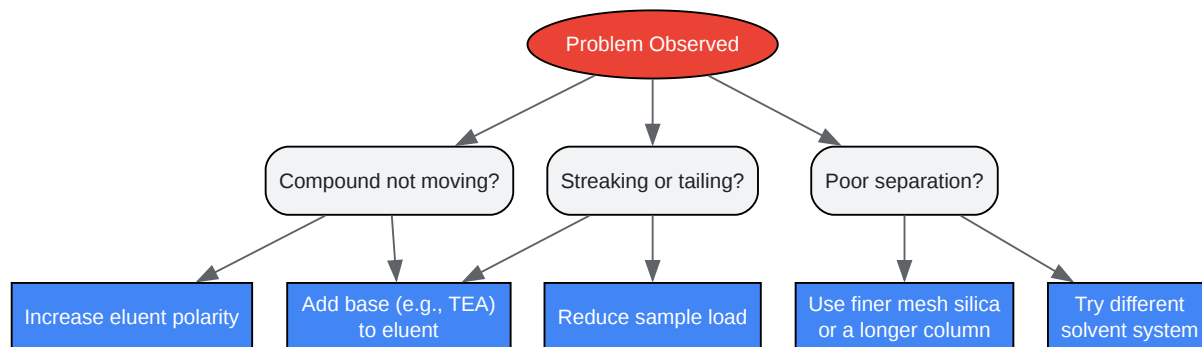 Problem Observed
Compound not moving?
Streaking or tailing?
Poor separation?
Increase eluent polarity
Add base (e.g., TEA)
to eluent
Reduce sample load
Use finer mesh silica
or a longer column
Try different
solvent system